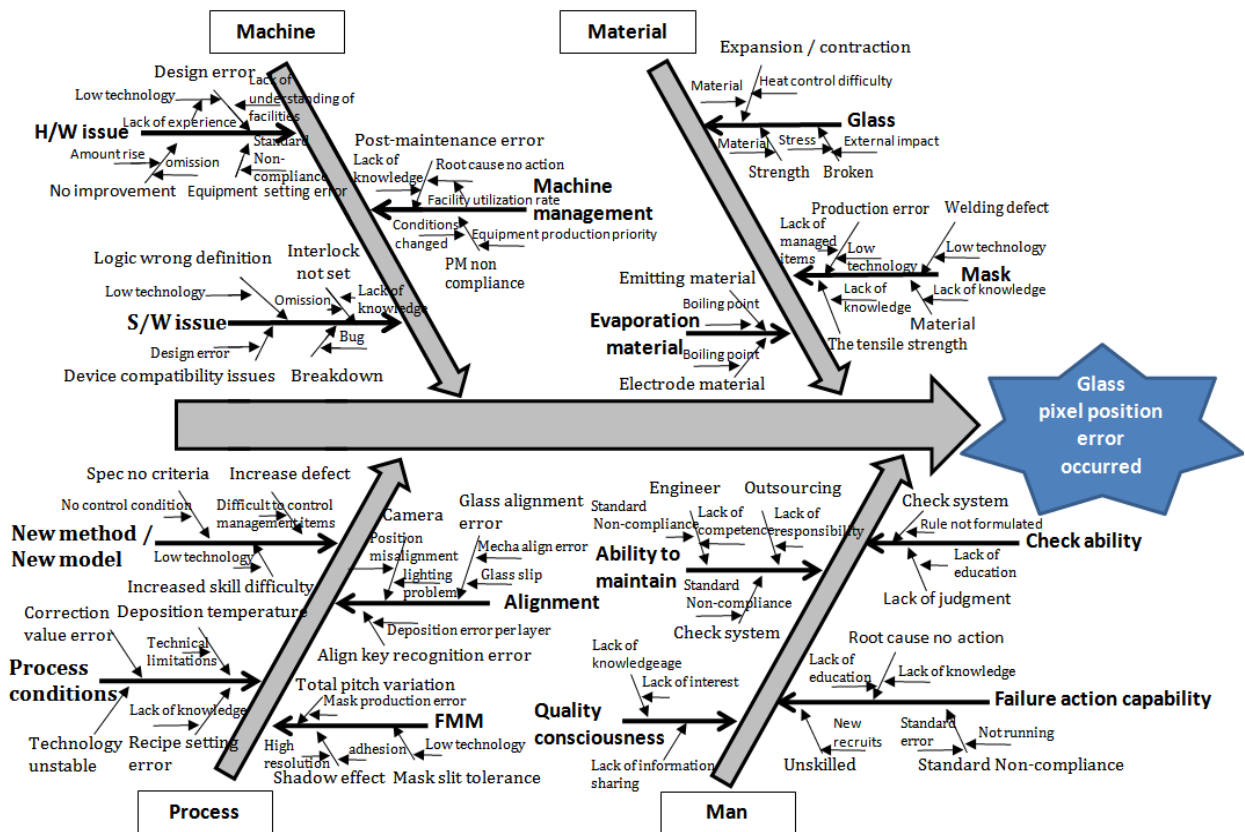 Machine
Design error
Low technology
Lack of
understanding of
facilities
Lack of experience
H/W issue
Amount rise
omission
Standard
Non-
compliance
No improvement
Equipment setting error
Post-maintenance error
Lack of
knowledge
Root cause no action
Facility utilization rate
Machine
management
Conditions
changed
Equipment production priority
PM non
compliance
Logic wrong definition
Interlock
not set
Low technology
Omission
Lack of
knowledge
S/W issue
Design error
Bug
Device compatibility issues
Breakdown
Material
Expansion / contraction
Material
Heat control difficulty
Glass
Material
Stress
External impact
Strength
Broken
Production error
Welding defect
Lack of
managed
items
Low
technology
Low technology
Mask
Lack of
knowledge
Lack of knowledge
Material
The tensile strength
Emitting material
Boiling point
Evaporation
material
Boiling point
Electrode material
Glass
pixel position
error
occurred
Spec no criteria
Increase defect
No control condition
Difficult to control
management items
New method /
New model
Low technology
Increased skill difficulty
Camera
Glass alignment
error
Position
misalignment
lighting
problem
Mecha align error
Glass slip
Alignment
Deposition error per layer
Align key recognition error
Correction
value error
Deposition temperature
Technical
limitations
Process
conditions
Lack of knowledge
Technology
unstable
Recipe setting
error
Total pitch variation
Mask production error
FMM
High
resolution
adhesion
Low technology
Shadow effect
Mask slit tolerance
Process
Engineer
Outsourcing
Standard
Non-compliance
Lack of
competence
Lack of
responsibility
Ability to
maintain
Standard
Non-compliance
Check system
Check system
Rule not formulated
Check ability
Lack of
education
Lack of judgment
Lack of
knowledgeage
Lack of interest
Quality
consciousness
Lack of information
sharing
Root cause no action
Lack of
education
Lack of knowledge
Failure action capability
New
recruits
Standard
error
Not running
Unskilled
Standard Non-compliance
Man